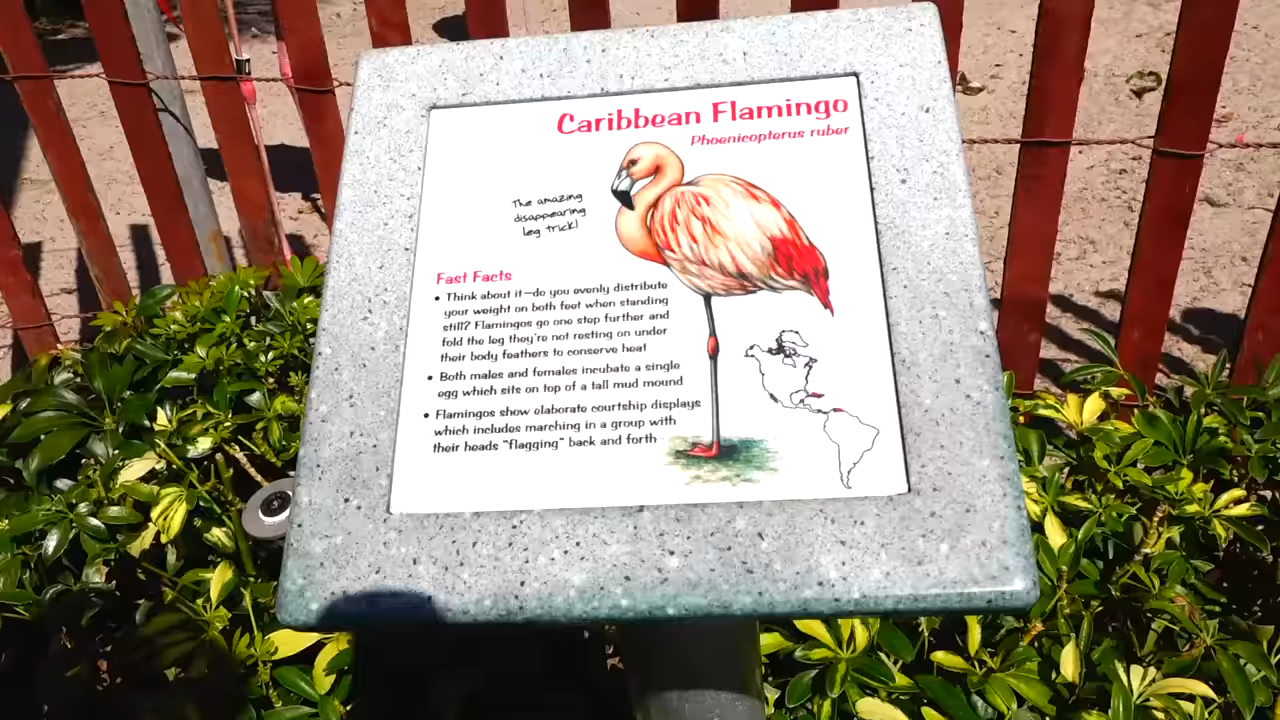 Caribbean Flamingo
Phoenicopterus ruber
The amazing
disappearing
leg trick!
Fast Facts
• Think about it—do you evenly distribute
your weight on both feet when standing
still? Flamingos go one step further and
fold the leg they're not resting on under
their body feathers to conserve heat
• Both males and females incubate a single
egg which sits on top of a tall mud mound
• Flamingos show elaborate courtship displays
which includes marching in a group with
their heads "flagging" back and forth